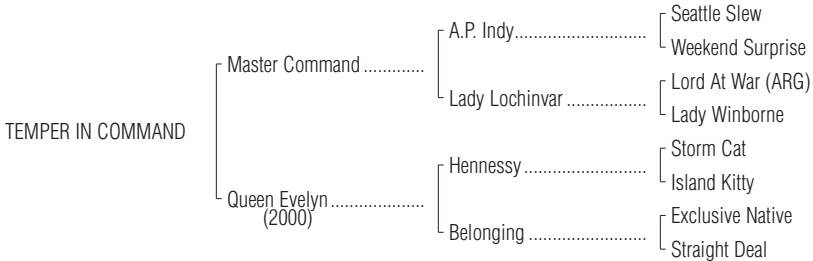 Seattle Slew
A.P. Indy..............................
Weekend Surprise
Master Command .............
Lord At War (ARG)
Lady Lochinvar ..................
Lady Winborne
TEMPER IN COMMAND
Storm Cat
Hennessy ...........................
Island Kitty
Queen Evelyn....................
(2000)
Exclusive Native
Belonging ..........................
Straight Deal